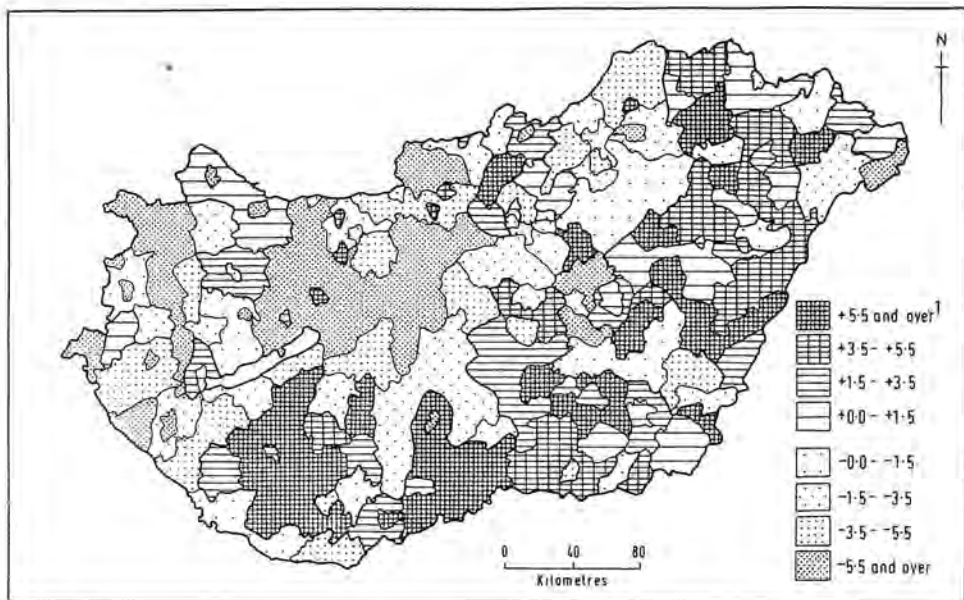 N
+5·5 and over¹
+3·5 - +5·5
+1·5 - +3·5
+0·0 - +1·5
-0·0 - -1·5
-1·5 - -3·5
-3·5 - -5·5
-5·5 and over
0 40 80
Kilometres